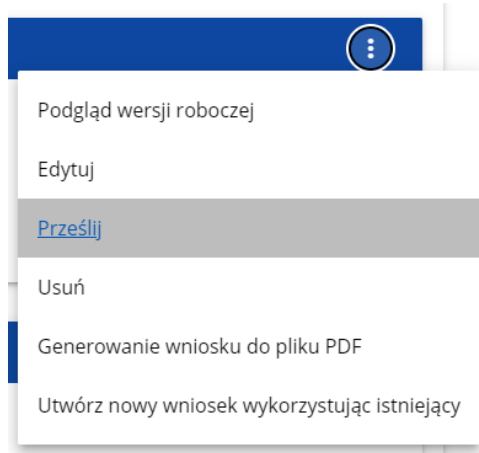 Podgląd wersji roboczej
Edytuj
Prześlij
Usuń
Generowanie wniosku do pliku PDF
Utwórz nowy wniosek wykorzystując istniejący